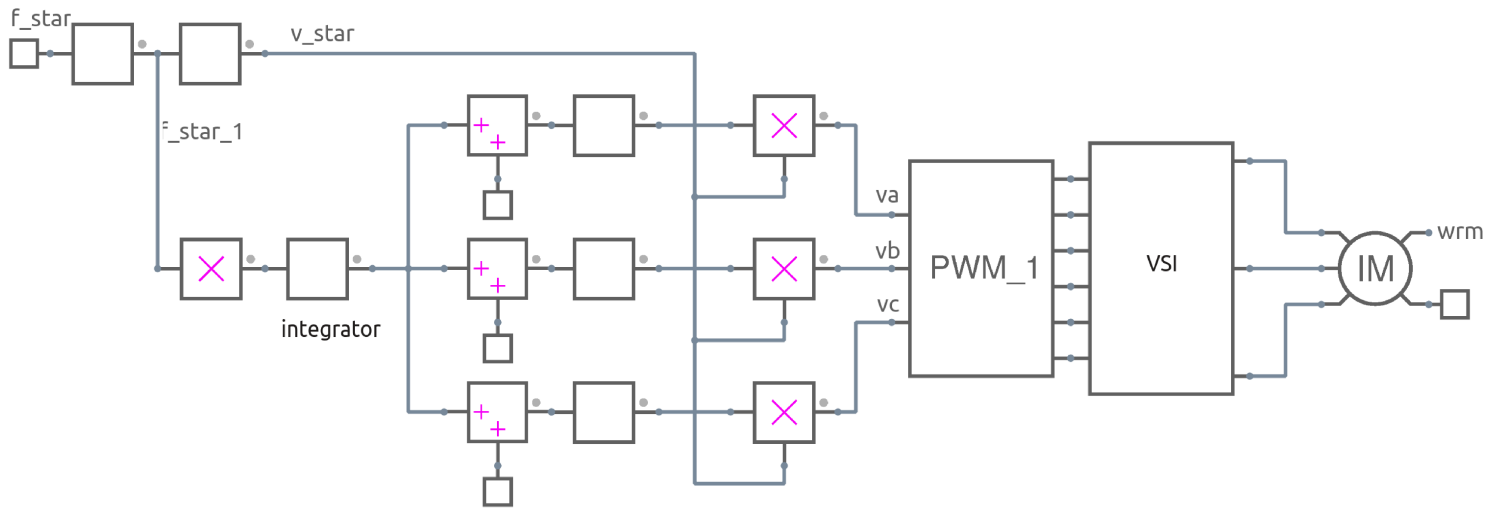 f_star
v_star
f_star_1
va
vb
vc
PWM_1
VSI
IM
wrm
integrator